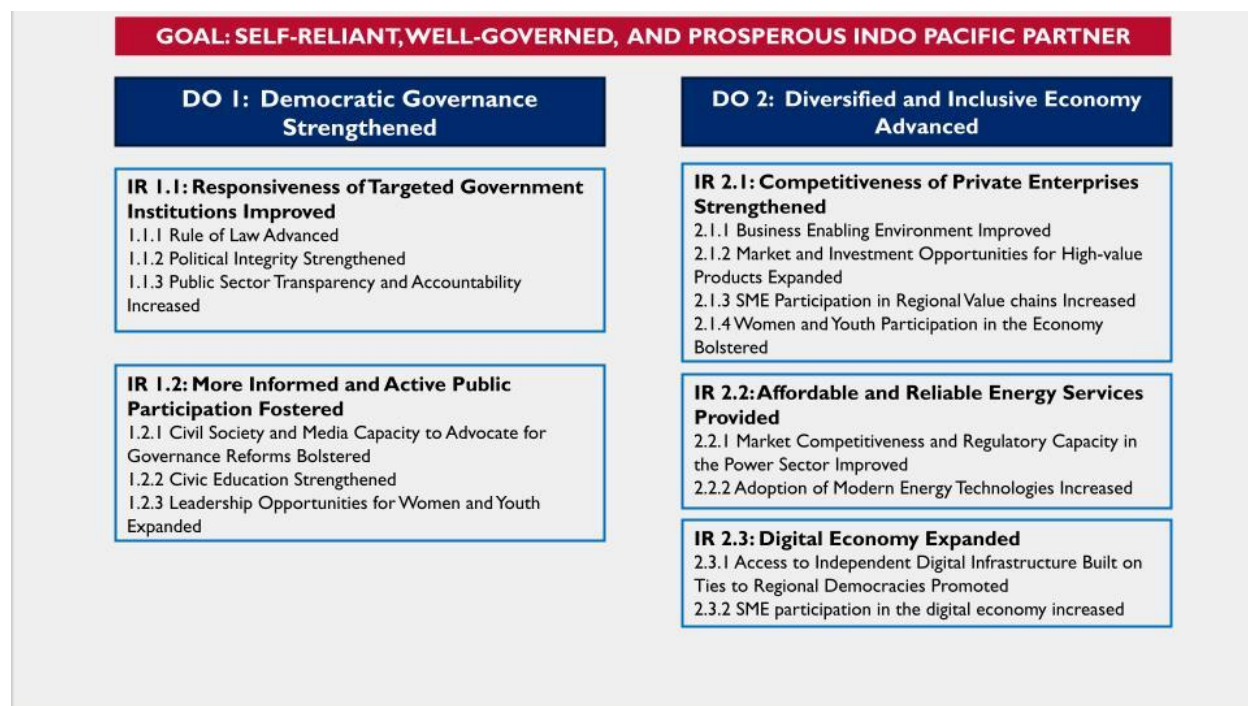 GOAL: SELF-RELIANT, WELL-GOVERNED, AND PROSPEROUS INDO PACIFIC PARTNER
DO 1: Democratic Governance
Strengthened
IR 1.1: Responsiveness of Targeted Government
Institutions Improved
1.1.1 Rule of Law Advanced
1.1.2 Political Integrity Strengthened
1.1.3 Public Sector Transparency and Accountability
Increased
IR 1.2: More Informed and Active Public
Participation Fostered
1.2.1 Civil Society and Media Capacity to Advocate for
Governance Reforms Bolstered
1.2.2 Civic Education Strengthened
1.2.3 Leadership Opportunities for Women and Youth
Expanded
DO 2: Diversified and Inclusive Economy
Advanced
IR 2.1: Competitiveness of Private Enterprises
Strengthened
2.1.1 Business Enabling Environment Improved
2.1.2 Market and Investment Opportunities for High-value
Products Expanded
2.1.3 SME Participation in Regional Value chains Increased
2.1.4 Women and Youth Participation in the Economy
Bolstered
IR 2.2: Affordable and Reliable Energy Services
Provided
2.2.1 Market Competitiveness and Regulatory Capacity in
the Power Sector Improved
2.2.2 Adoption of Modern Energy Technologies Increased
IR 2.3: Digital Economy Expanded
2.3.1 Access to Independent Digital Infrastructure Built on
Ties to Regional Democracies Promoted
2.3.2 SME participation in the digital economy increased